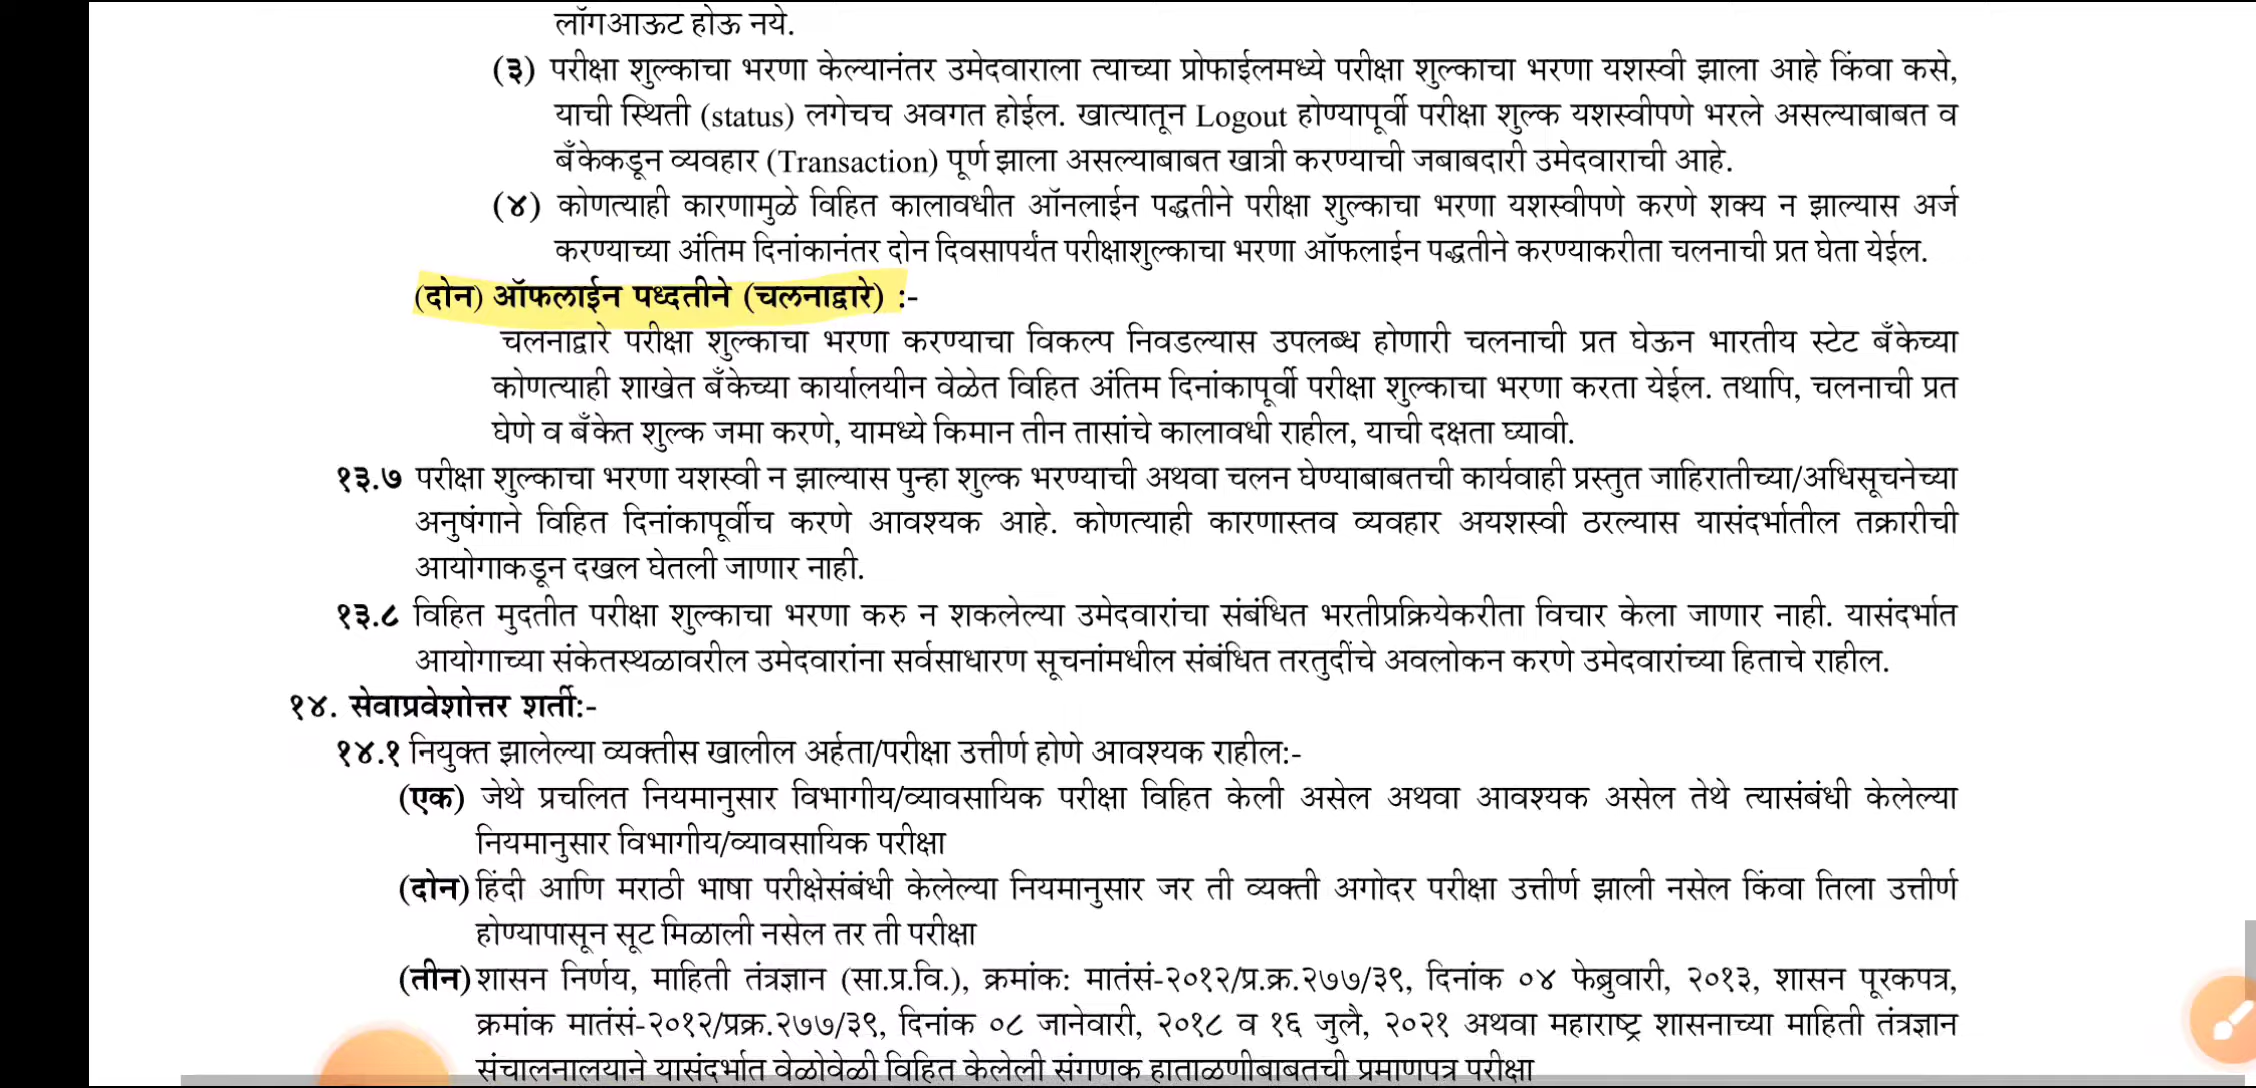 लॉगआऊट होऊ नये.
(३) परीक्षा शुल्काचा भरणा केल्यानंतर उमेदवाराला त्याच्या प्रोफाईलमध्ये परीक्षा शुल्काचा भरणा यशस्वी झाला आहे किंवा कसे,
याची स्थिती (status) लगेचच अवगत होईल. खात्यातून Logout होण्यापूर्वी परीक्षा शुल्क यशस्वीपणे भरले असल्याबाबत व
बँकेकडून व्यवहार (Transaction) पूर्ण झाला असल्याबाबत खात्री करण्याची जबाबदारी उमेदवाराची आहे.
(४) कोणत्याही कारणामुळे विहित कालावधीत ऑनलाईन पद्धतीने परीक्षा शुल्काचा भरणा यशस्वीपणे करणे शक्य न झाल्यास अर्ज
करण्याच्या अंतिम दिनांकानंतर दोन दिवसापर्यंत परीक्षाशुल्काचा भरणा ऑफलाईन पद्धतीने करण्याकरीता चलनाची प्रत घेता येईल.
(दोन) ऑफलाईन पध्दतीने (चलनाद्वारे) :-
चलनाद्वारे परीक्षा शुल्काचा भरणा करण्याचा विकल्प निवडल्यास उपलब्ध होणारी चलनाची प्रत घेऊन भारतीय स्टेट बँकेच्या
कोणत्याही शाखेत बँकेच्या कार्यालयीन वेळेत विहित अंतिम दिनांकापूर्वी परीक्षा शुल्काचा भरणा करता येईल. तथापि, चलनाची प्रत
घेणे व बँकेत शुल्क जमा करणे, यामध्ये किमान तीन तासांचे कालावधी राहील, याची दक्षता घ्यावी.
१३.७ परीक्षा शुल्काचा भरणा यशस्वी न झाल्यास पुन्हा शुल्क भरण्याची अथवा चलन घेण्याबाबतची कार्यवाही प्रस्तुत जाहिरातीच्या/अधिसूचनेच्या
अनुषंगाने विहित दिनांकापूर्वीच करणे आवश्यक आहे. कोणत्याही कारणास्तव व्यवहार अयशस्वी ठरल्यास यासंदर्भातील तक्रारीची
आयोगाकडून दखल घेतली जाणार नाही.
१३.८ विहित मुदतीत परीक्षा शुल्काचा भरणा करु न शकलेल्या उमेदवारांचा संबंधित भरतीप्रक्रियेकरीता विचार केला जाणार नाही. यासंदर्भात
आयोगाच्या संकेतस्थळावरील उमेदवारांना सर्वसाधारण सूचनांमधील संबंधित तरतुदींचे अवलोकन करणे उमेदवारांच्या हिताचे राहील.
१४. सेवाप्रवेशोत्तर शर्ती:-
१४.१ नियुक्त झालेल्या व्यक्तीस खालील अर्हता/परीक्षा उत्तीर्ण होणे आवश्यक राहील:-
(एक) जेथे प्रचलित नियमानुसार विभागीय/व्यावसायिक परीक्षा विहित केली असेल अथवा आवश्यक असेल तेथे त्यासंबंधी केलेल्या
नियमानुसार विभागीय/व्यावसायिक परीक्षा
(दोन) हिंदी आणि मराठी भाषा परीक्षेसंबंधी केलेल्या नियमानुसार जर ती व्यक्ती अगोदर परीक्षा उत्तीर्ण झाली नसेल किंवा तिला उत्तीर्ण
होण्यापासून सूट मिळाली नसेल तर ती परीक्षा
(तीन) शासन निर्णय, माहिती तंत्रज्ञान (सा.प्र.वि.), क्रमांक: मातंसं-२०१२/प्र.क्र.२७७/३९, दिनांक ०४ फेब्रुवारी, २०१३, शासन पूरकपत्र,
क्रमांक मातंसं-२०१२/प्रक्र.२७७/३९, दिनांक ०८ जानेवारी, २०१८ व १६ जुलै, २०२१ अथवा महाराष्ट्र शासनाच्या माहिती तंत्रज्ञान
संचालनालयाने यासंदर्भात वेळोवेळी विहित केलेली संगणक हाताळणीबाबतची प्रमाणपत्र परीक्षा